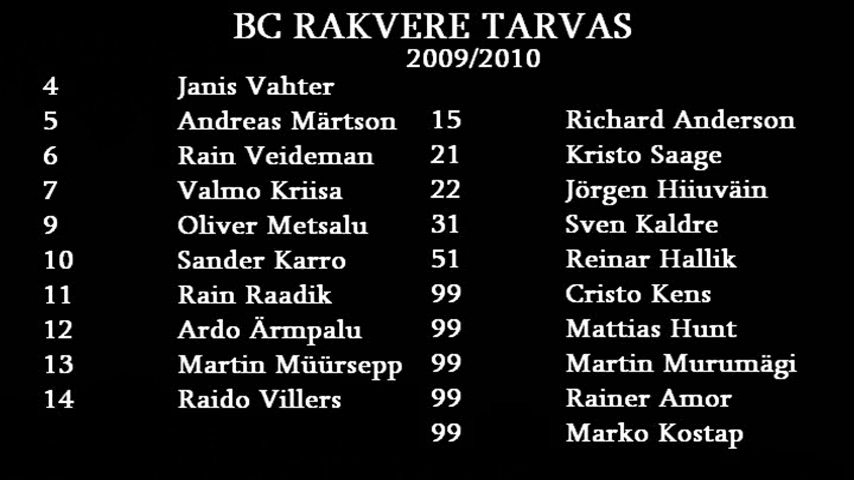 BC RAKVERE TARVAS
2009/2010
4 Janis Vahter
5 Andreas Märtson
6 Rain Veideman
7 Valmo Kriisa
9 Oliver Metsalu
10 Sander Karro
11 Rain Raadik
12 Ardo Ärmpalu
13 Martin Müürsepp
14 Raido Villers
15 Richard Anderson
21 Kristo Saage
22 Jörgen Hiiuväin
31 Sven Kaldre
51 Reinar Hallik
99 Cristo Kens
99 Mattias Hunt
99 Martin Murumägi
99 Rainer Amor
99 Marko Kostap